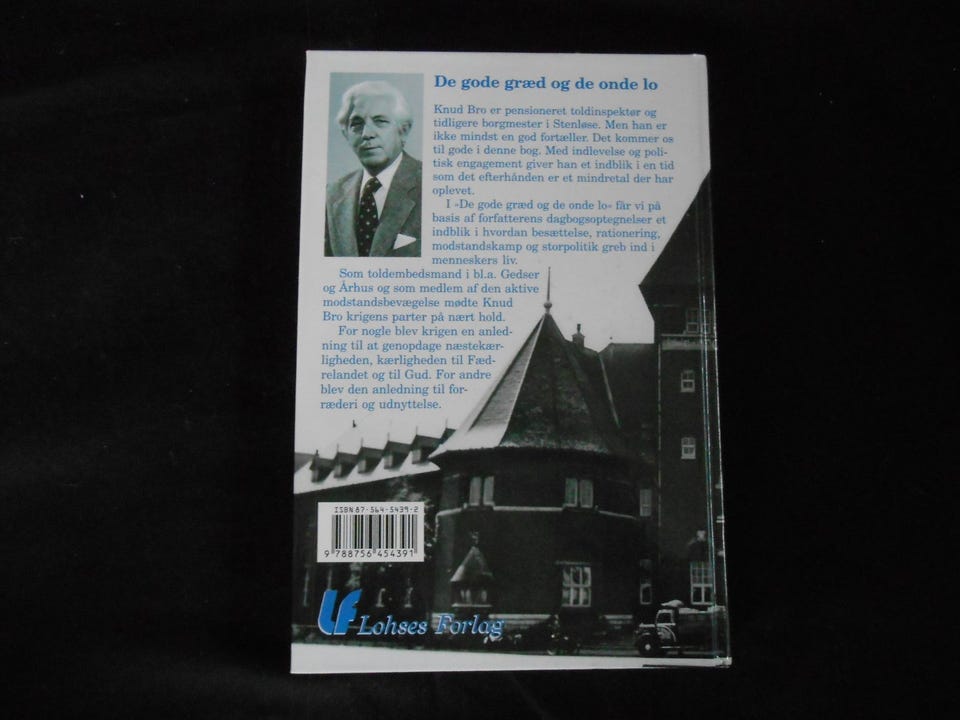 De gode græd og de onde lo
Knud Bro er pensioneret toldinspektør og
tidligere borgmester i Stenløse. Men han er
ikke mindst en god fortæller. Det kommer os
til gode i denne bog. Med indlevelse og poli-
tisk engagement giver han et indblik i en tid
som det efterhånden er et mindretal der har
oplevet.
I »De gode græd og de onde lo« får vi på
basis af forfatterens dagbogsoptegnelser et
indblik i hvordan besættelse, rationering,
modstandskamp og storpolitik greb ind i
menneskers liv.
Som toldembedsmand i bl.a. Gedser
og Århus og som medlem af den aktive
modstandsbevægelse mødte Knud
Bro krigens parter på nært hold.
For nogle blev krigen en anled-
ning til at genopdage næstekær-
ligheden, kærligheden til Fæd-
relandet og til Gud. For andre
blev den anledning til for-
ræderi og udnyttelse.
ISBN 87-564-5439-2
9 788756 454391
LF Lohses Forlag